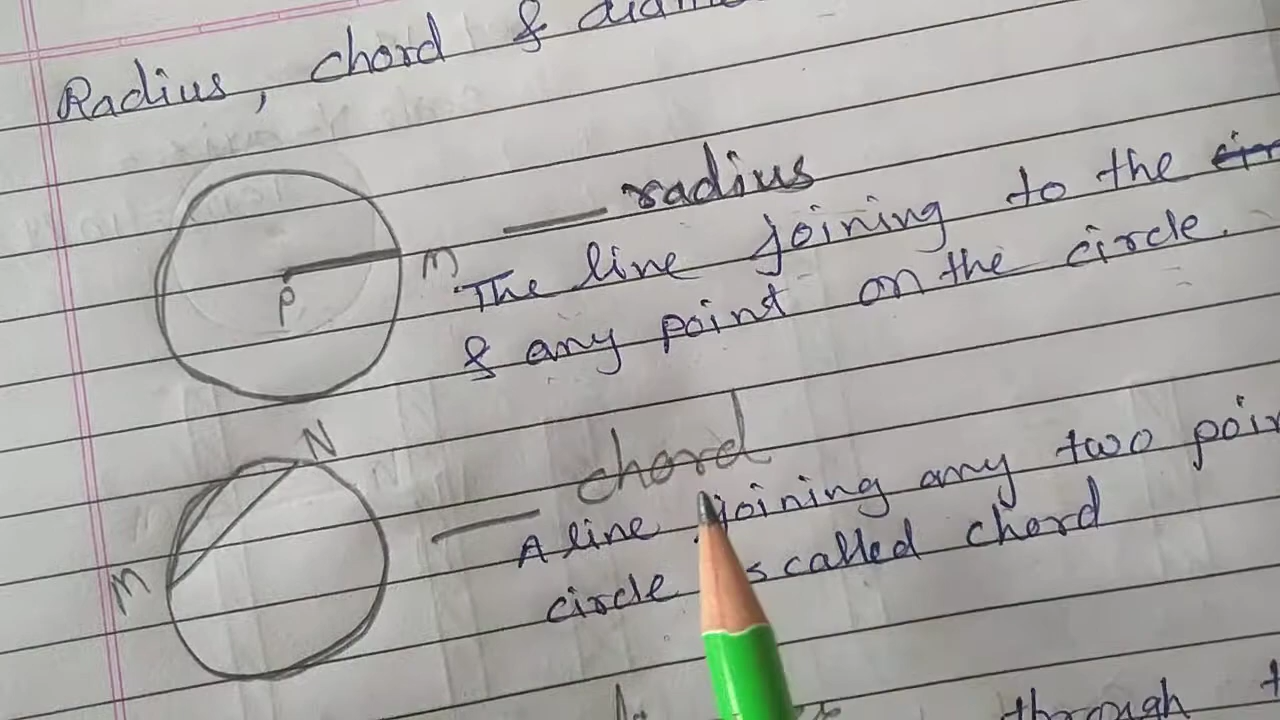 Radius, chord &
radius
The line joining to the
& any point on the circle.
P
M
chord
A line joining any two
circle is called chord
N
M
through